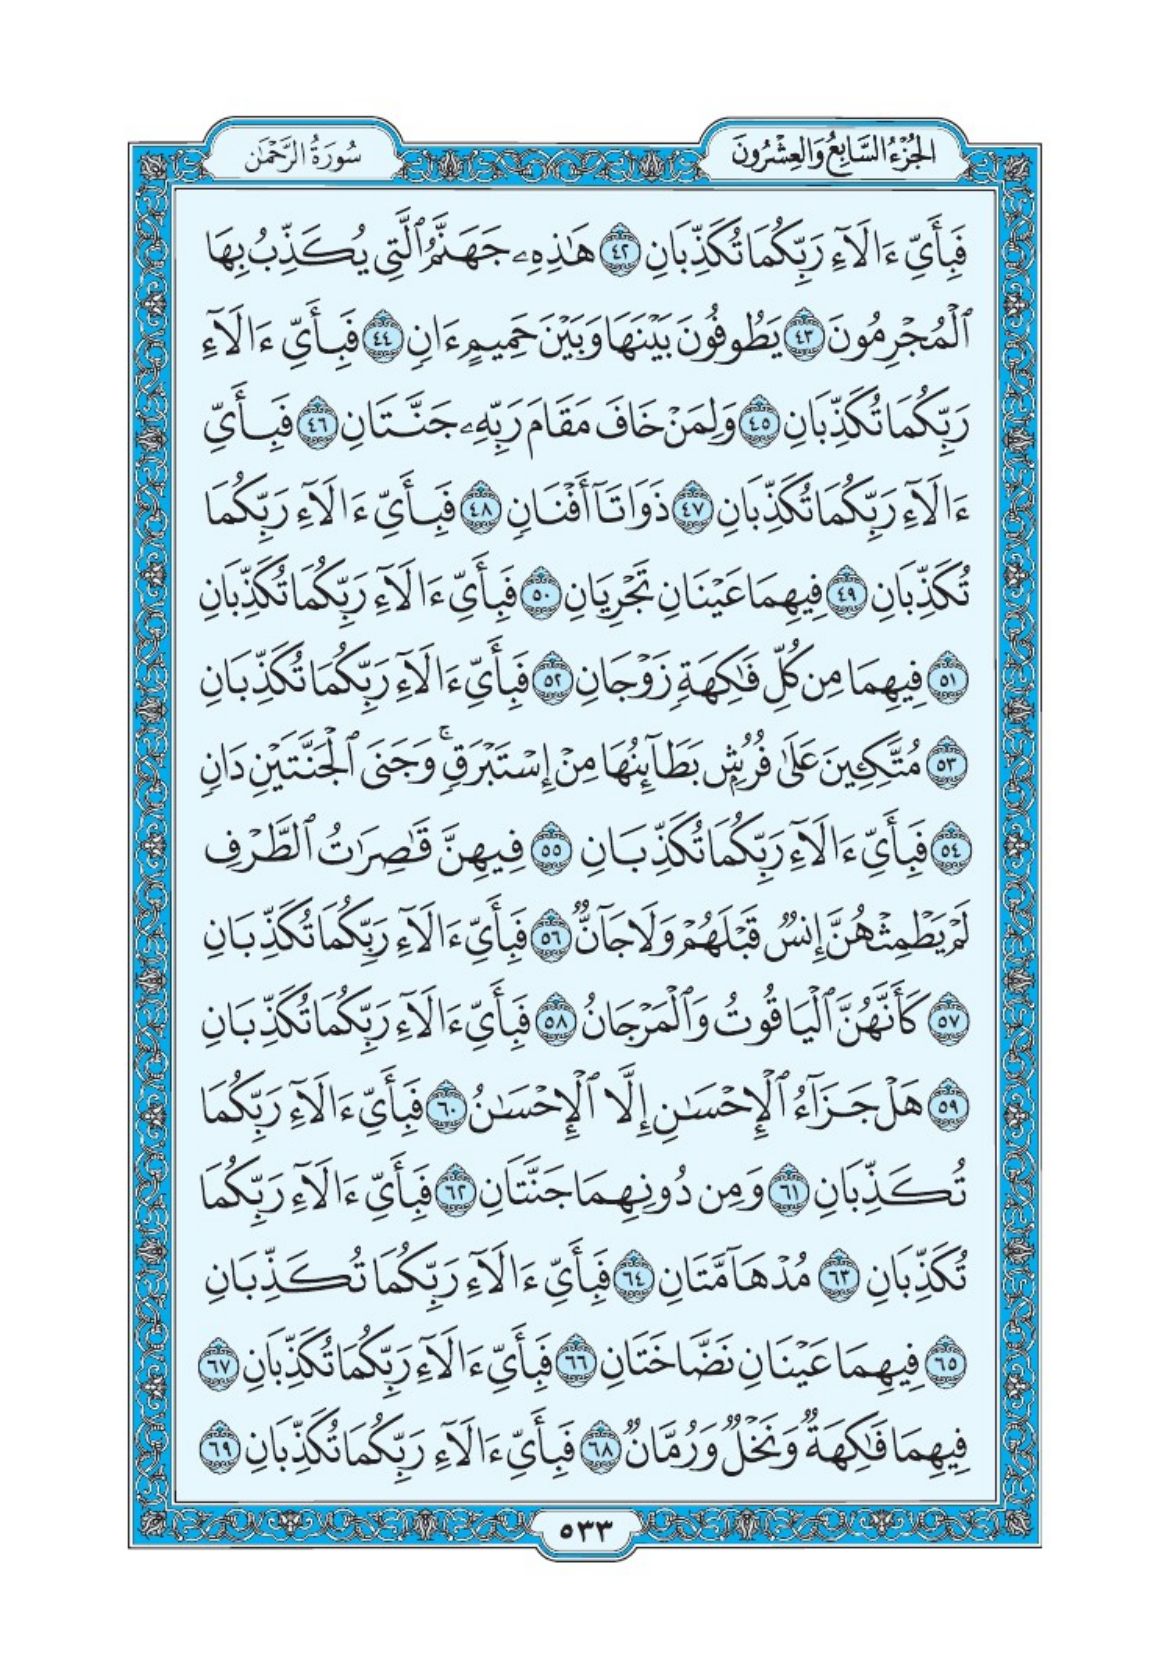 الجُزْءُ السَّابِعُ وَالعِشْرُونَ
سُورَةُ الرَّحْمَٰن
فَبِأَيِّ ءَالَآءِ رَبِّكُمَا تُكَذِّبَانِ ٤٢ هَٰذِهِۦ جَهَنَّمُ ٱلَّتِي يُكَذِّبُ بِهَا
ٱلْمُجْرِمُونَ ٤٣ يَطُوفُونَ بَيْنَهَا وَبَيْنَ حَمِيمٍ ءَانٍ ٤٤ فَبِأَيِّ ءَالَآءِ
رَبِّكُمَا تُكَذِّبَانِ ٤٥ وَلِمَنْ خَافَ مَقَامَ رَبِّهِۦ جَنَّتَانِ ٤٦ فَبِأَيِّ
ءَالَآءِ رَبِّكُمَا تُكَذِّبَانِ ٤٧ ذَوَاتَآ أَفْنَانٍ ٤٨ فَبِأَيِّ ءَالَآءِ رَبِّكُمَا
تُكَذِّبَانِ ٤٩ فِيهِمَا عَيْنَانِ تَجْرِيَانِ ٥٠ فَبِأَيِّ ءَالَآءِ رَبِّكُمَا تُكَذِّبَانِ
٥١ فِيهِمَا مِن كُلِّ فَٰكِهَةٍ زَوْجَانِ ٥٢ فَبِأَيِّ ءَالَآءِ رَبِّكُمَا تُكَذِّبَانِ
٥٣ مُتَّكِـِٔينَ عَلَىٰ فُرُشٍۭ بَطَآئِنُهَا مِنْ إِسْتَبْرَقٍۚ وَجَنَى ٱلْجَنَّتَيْنِ دَانٍ
٥٤ فَبِأَيِّ ءَالَآءِ رَبِّكُمَا تُكَذِّبَانِ ٥٥ فِيهِنَّ قَٰصِرَٰتُ ٱلطَّرْفِ
لَمْ يَطْمِثْهُنَّ إِنسٌ قَبْلَهُمْ وَلَا جَآنٌّ ٥٦ فَبِأَيِّ ءَالَآءِ رَبِّكُمَا تُكَذِّبَانِ
٥٧ كَأَنَّهُنَّ ٱلْيَاقُوتُ وَٱلْمَرْجَانُ ٥٨ فَبِأَيِّ ءَالَآءِ رَبِّكُمَا تُكَذِّبَانِ
٥٩ هَلْ جَزَآءُ ٱلْإِحْسَٰنِ إِلَّا ٱلْإِحْسَٰنُ ٦٠ فَبِأَيِّ ءَالَآءِ رَبِّكُمَا
تُكَذِّبَانِ ٦١ وَمِن دُونِهِمَا جَنَّتَانِ ٦٢ فَبِأَيِّ ءَالَآءِ رَبِّكُمَا
تُكَذِّبَانِ ٦٣ مُدْهَآمَّتَانِ ٦٤ فَبِأَيِّ ءَالَآءِ رَبِّكُمَا تُكَذِّبَانِ
٦٥ فِيهِمَا عَيْنَانِ نَضَّاخَتَانِ ٦٦ فَبِأَيِّ ءَالَآءِ رَبِّكُمَا تُكَذِّبَانِ ٦٧
فِيهِمَا فَٰكِهَةٌ وَنَخْلٌ وَرُمَّانٌ ٦٨ فَبِأَيِّ ءَالَآءِ رَبِّكُمَا تُكَذِّبَانِ ٦٩
٥٣٣